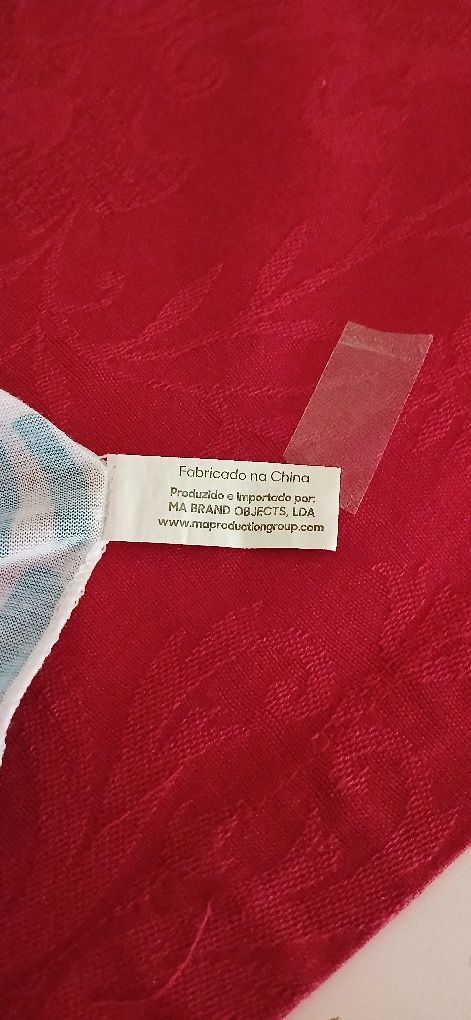 Fabricado na China
Produzido e Importado por:
MA BRAND OBJECTS, LDA
www.maproductiongroup.com